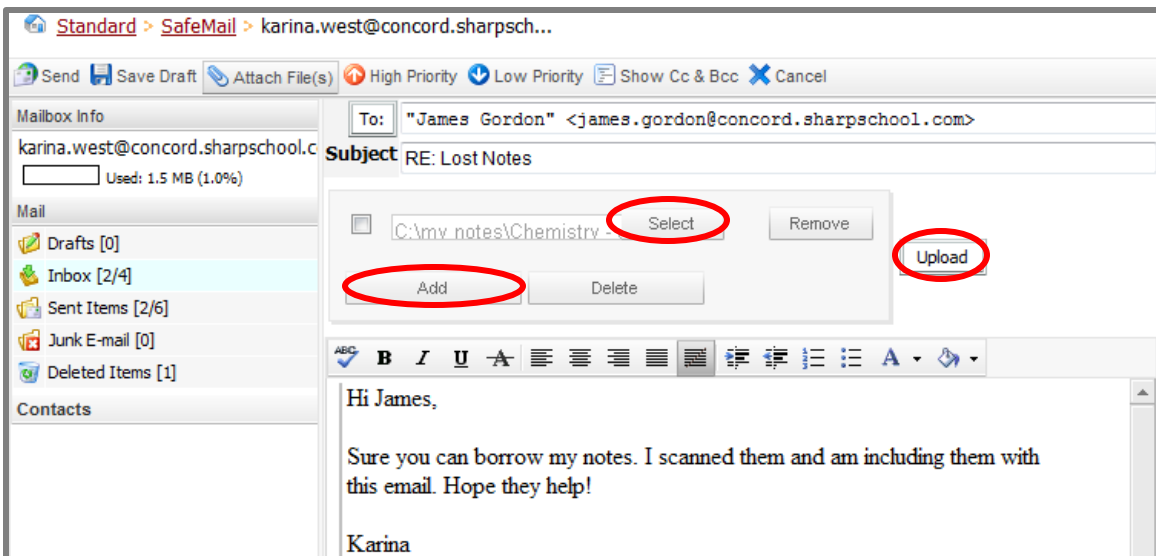 Standard > SafeMail > karina.west@concord.sharpsch...
Send Save Draft Attach File(s) High Priority Low Priority Show Cc & Bcc Cancel
Mailbox Info
karina.west@concord.sharpschool.c
Used: 1.5 MB (1.0%)
Mail
Drafts [0]
Inbox [2/4]
Sent Items [2/6]
Junk E-mail [0]
Deleted Items [1]
Contacts
To: "James Gordon" <james.gordon@concord.sharpschool.com>
Subject RE: Lost Notes
C:\my notes\Chemistry - Select Remove
Upload
Add Delete
ABC B I U A A
Hi James,
Sure you can borrow my notes. I scanned them and am including them with
this email. Hope they help!
Karina